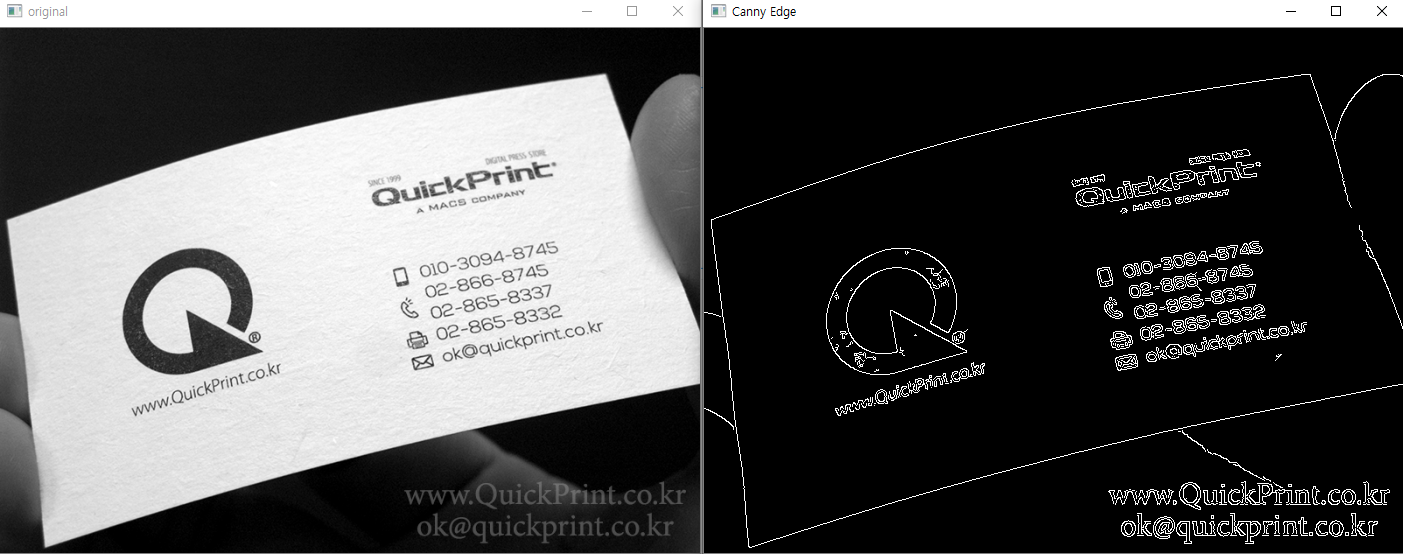 original
DIGITAL PRESS STORE
SINCE 1999
QuickPrint
A MACS COMPANY
010-3094-8745
02-866-8745
02-865-8337
02-865-8332
ok@quickprint.co.kr
®
www.QuickPrint.co.kr
www.QuickPrint.co.kr
ok@quickprint.co.kr
Canny Edge
QuickPrint
A MACS COMPANY
010-3094-8745
02-866-8745
02-865-8337
02-865-8332
ok@quickprint.co.kr
www.QuickPrint.co.kr
www.QuickPrint.co.kr
ok@quickprint.co.kr